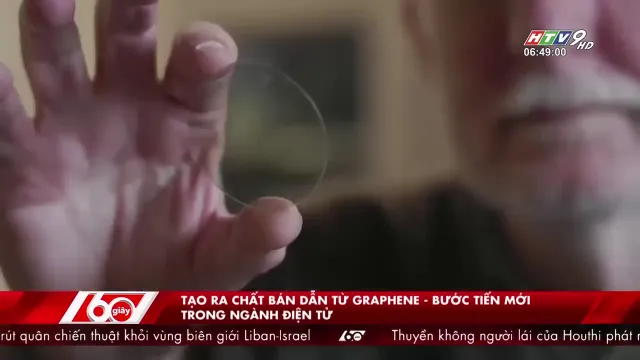 HTV9HD
06:49:00
60 giây
TẠO RA CHẤT BÁN DẪN TỪ GRAPHENE - BƯỚC TIẾN MỚI
TRONG NGÀNH ĐIỆN TỬ
rút quân chiến thuật khỏi vùng biên giới Liban-Israel 60 Thuyền không người lái của Houthi phát